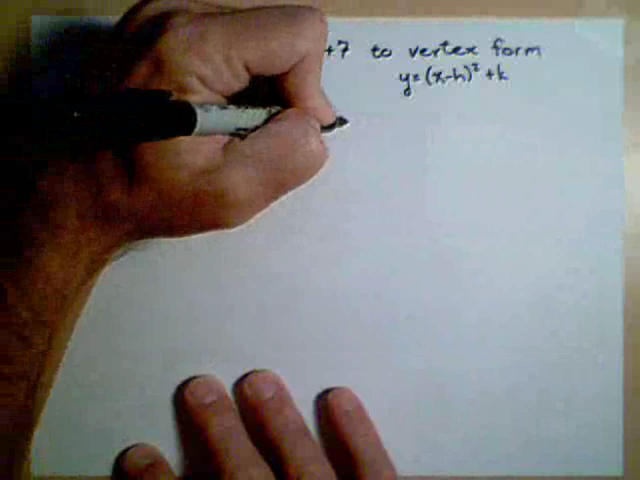 +7 to vertex form
y=(x-h)²+k